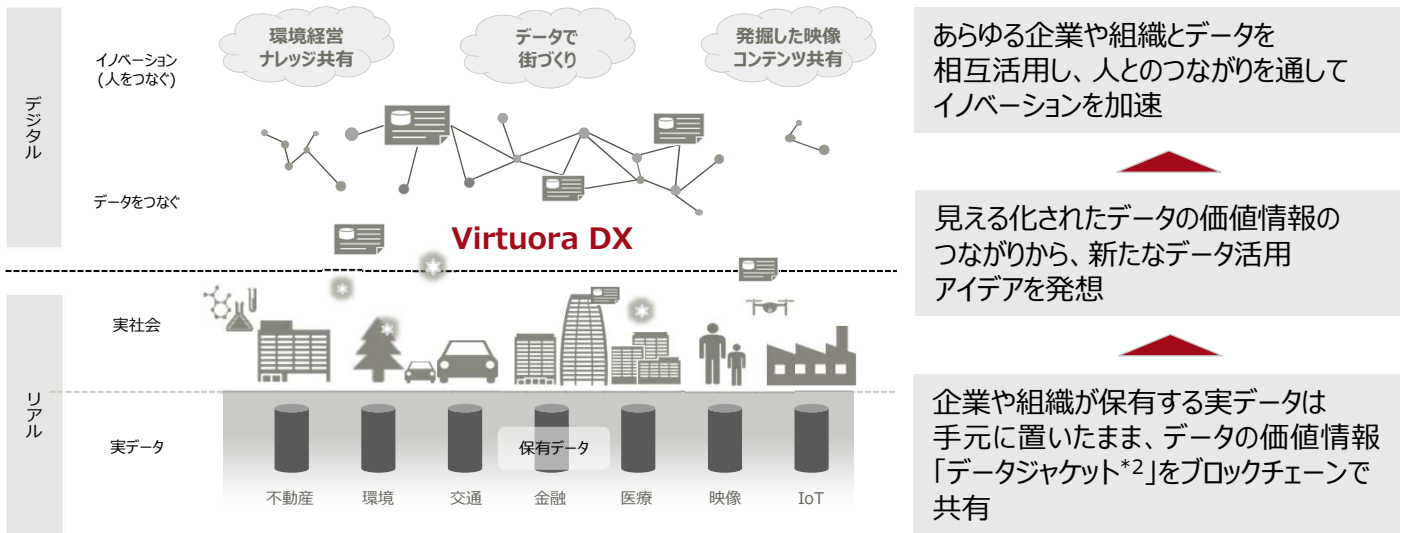 デジタル
イノベーション
(人をつなぐ)
環境経営
ナレッジ共有
データで
街づくり
発掘した映像
コンテンツ共有
データをつなぐ
Virtuora DX
リアル
実社会
実データ
保有データ
不動産
環境
交通
金融
医療
映像
IoT
あらゆる企業や組織とデータを
相互活用し、人とのつながりを通して
イノベーションを加速
見える化されたデータの価値情報の
つながりから、新たなデータ活用
アイデアを発想
企業や組織が保有する実データは
手元に置いたまま、データの価値情報
「データジャケット*2」をブロックチェーンで
共有